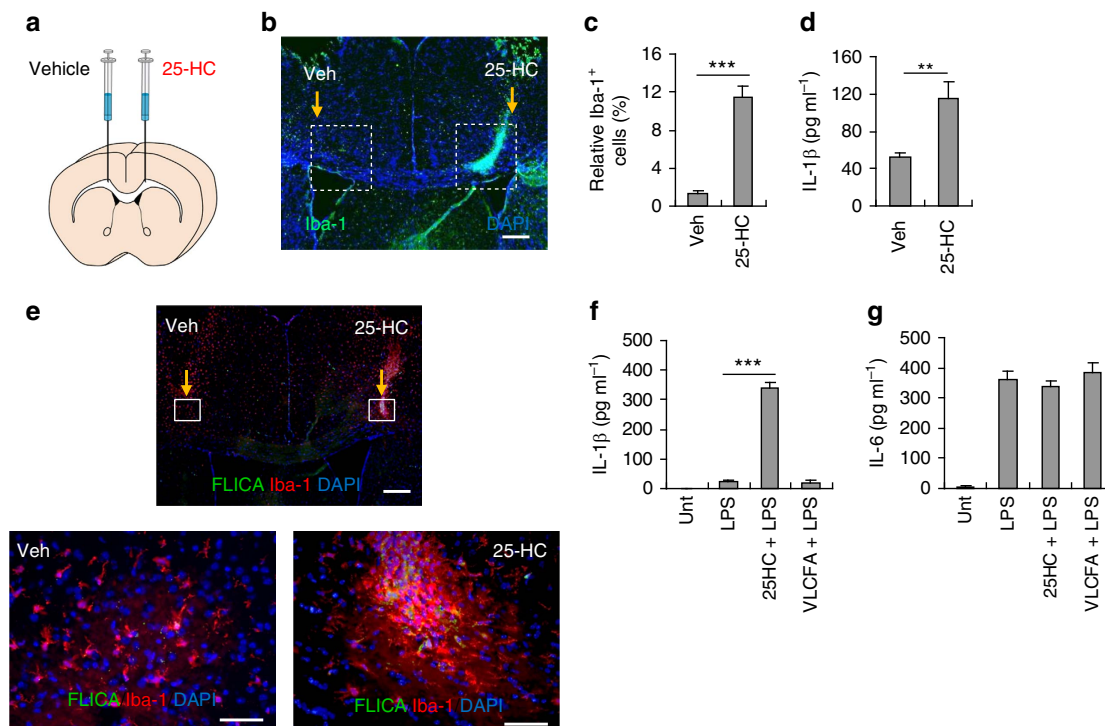 a
Vehicle
25-HC
b
Veh
25-HC
Iba-1
DAPI
c
Relative Iba-1⁺
cells (%)
16
12
8
4
0
***
Veh
25-HC
d
IL-1β (pg ml⁻¹)
160
120
80
40
0
**
Veh
25-HC
e
Veh
25-HC
FLICA Iba-1 DAPI
Veh
FLICA Iba-1 DAPI
25-HC
FLICA Iba-1 DAPI
f
IL-1β (pg ml⁻¹)
500
400
300
200
100
0
***
Unt
LPS
25HC + LPS
VLCFA + LPS
g
IL-6 (pg ml⁻¹)
500
400
300
200
100
0
Unt
LPS
25HC + LPS
VLCFA + LPS